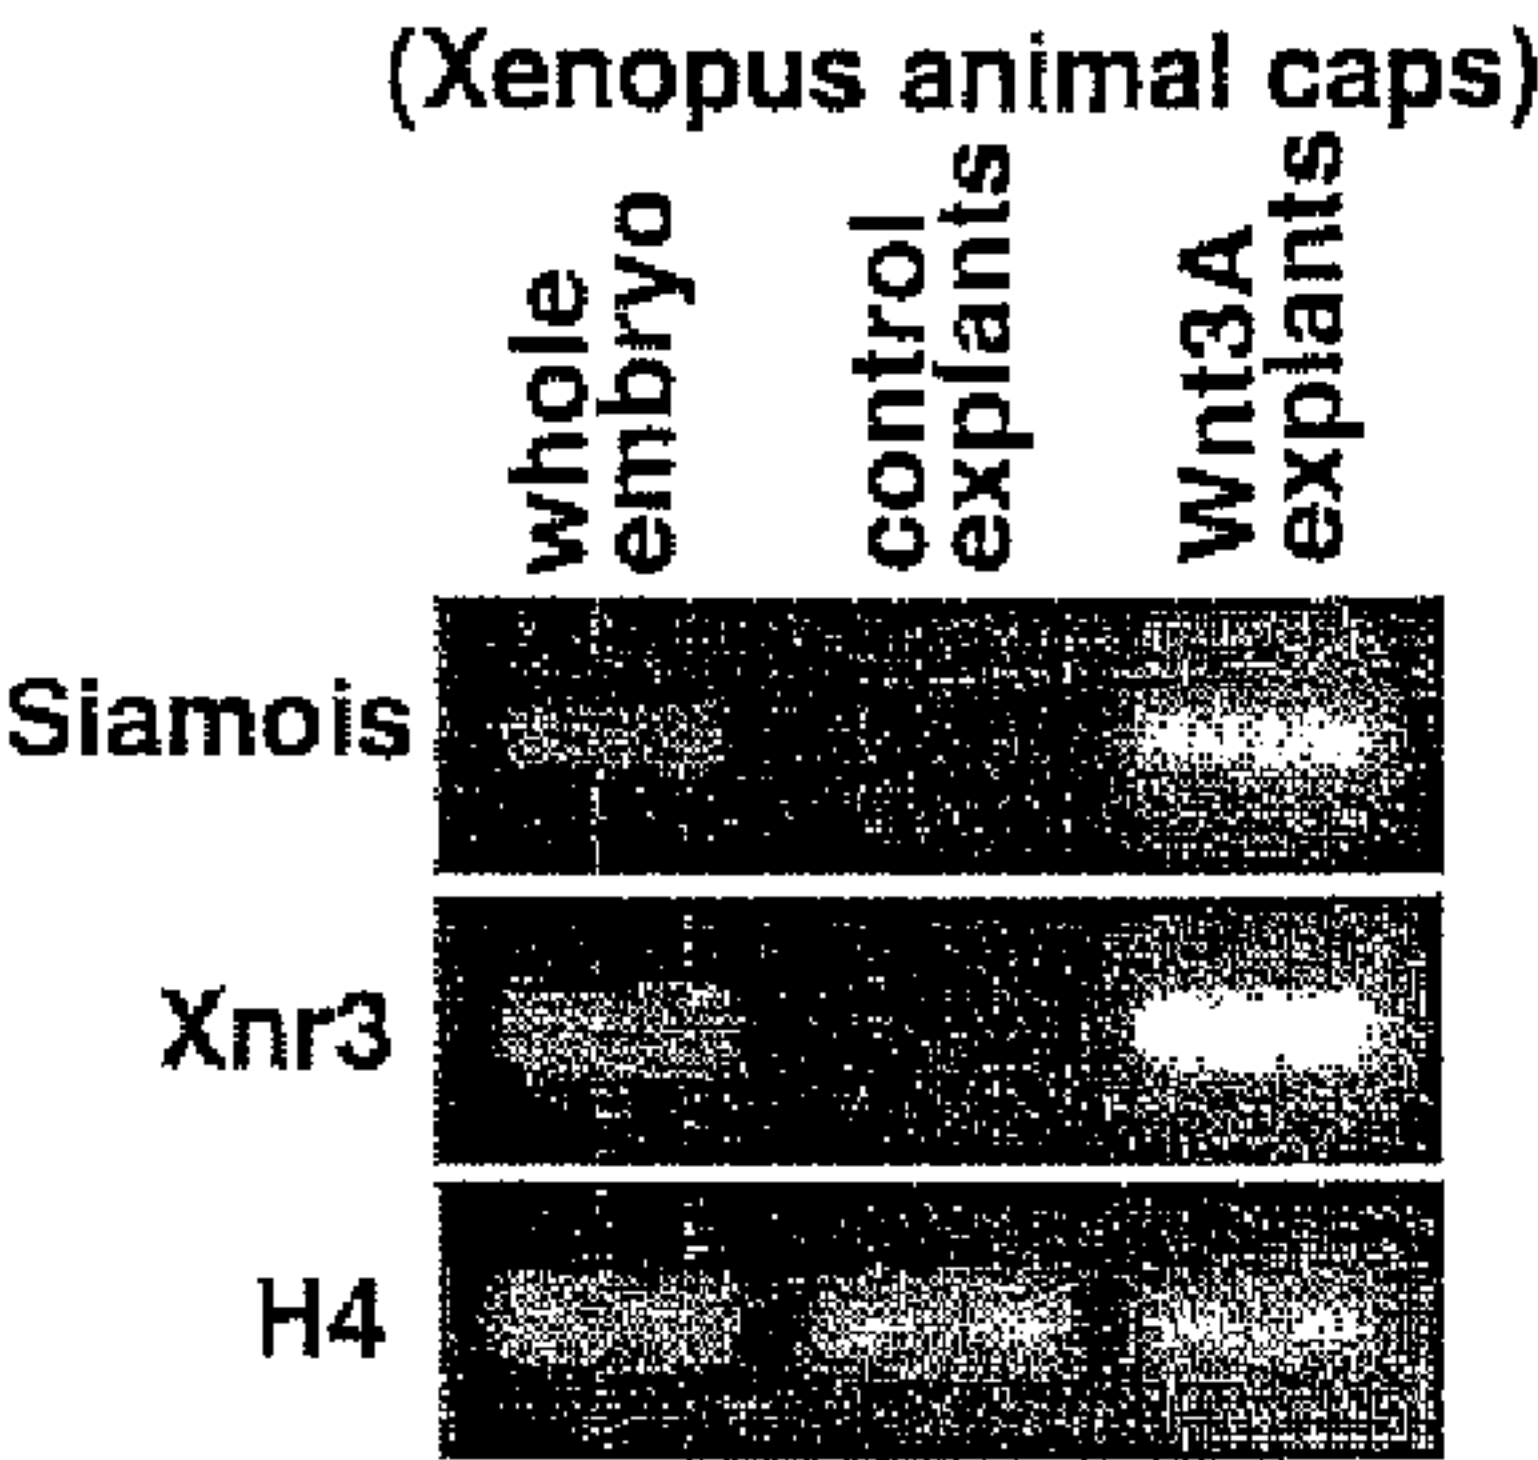 (Xenopus animal caps)
whole
embryo
control
explants
Wnt3A
explants
Siamois
Xnr3
H4